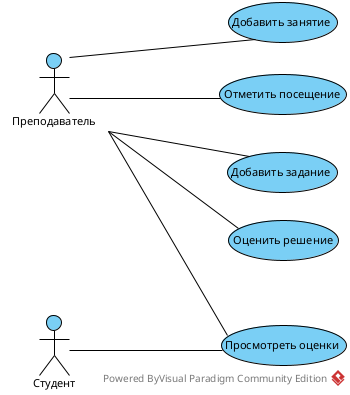 Добавить занятие
Отметить посещение
Преподаватель
Добавить задание
Оценить решение
Просмотреть оценки
Студент
Powered ByVisual Paradigm Community Edition